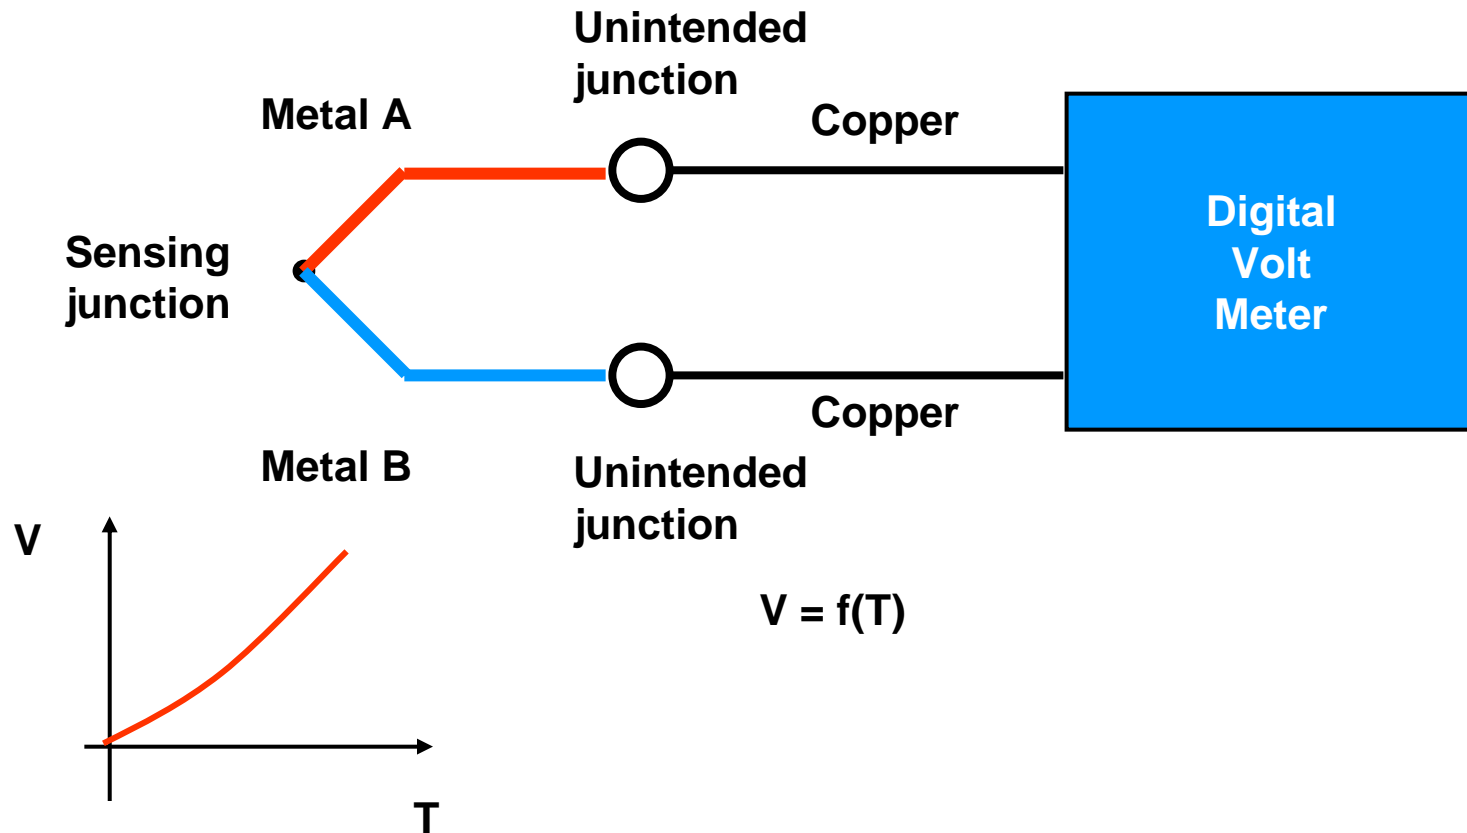 Unintended
junction
Metal A
Copper
Sensing
junction
Digital
Volt
Meter
Copper
Metal B
Unintended
junction
V
V = f(T)
T